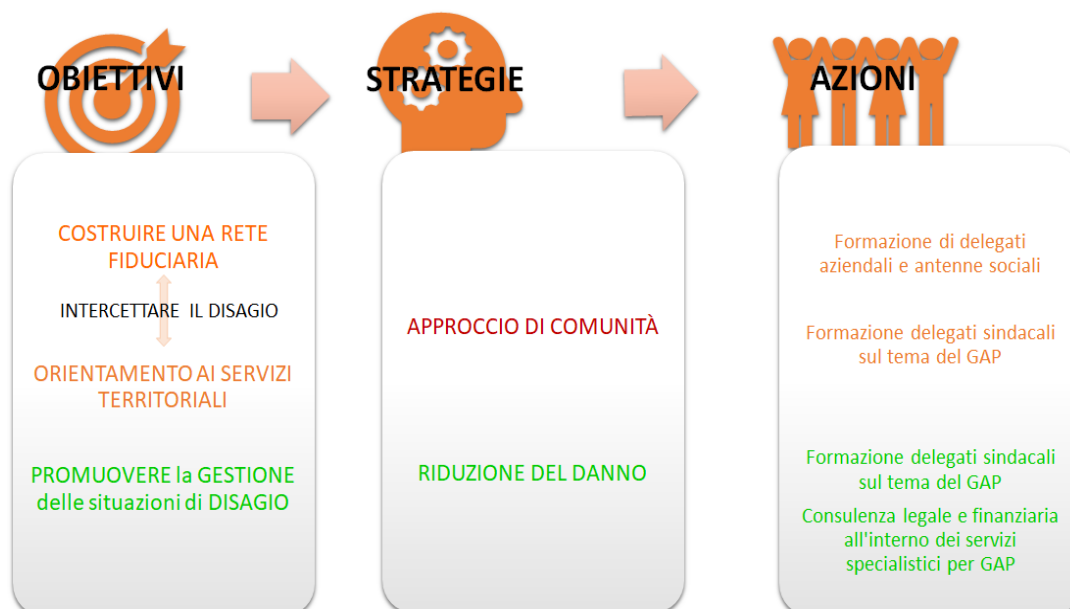 OBIETTIVI
STRATEGIE
AZIONI
COSTRUIRE UNA RETE
FIDUCIARIA
INTERCETTARE IL DISAGIO
ORIENTAMENTO AI SERVIZI
TERRITORIALI
PROMUOVERE la GESTIONE
delle situazioni di DISAGIO
APPROCCIO DI COMUNITÀ
RIDUZIONE DEL DANNO
Formazione di delegati
aziendali e antenne sociali
Formazione delegati sindacali
sul tema del GAP
Formazione delegati sindacali
sul tema del GAP
Consulenza legale e finanziaria
all'interno dei servizi
specialistici per GAP